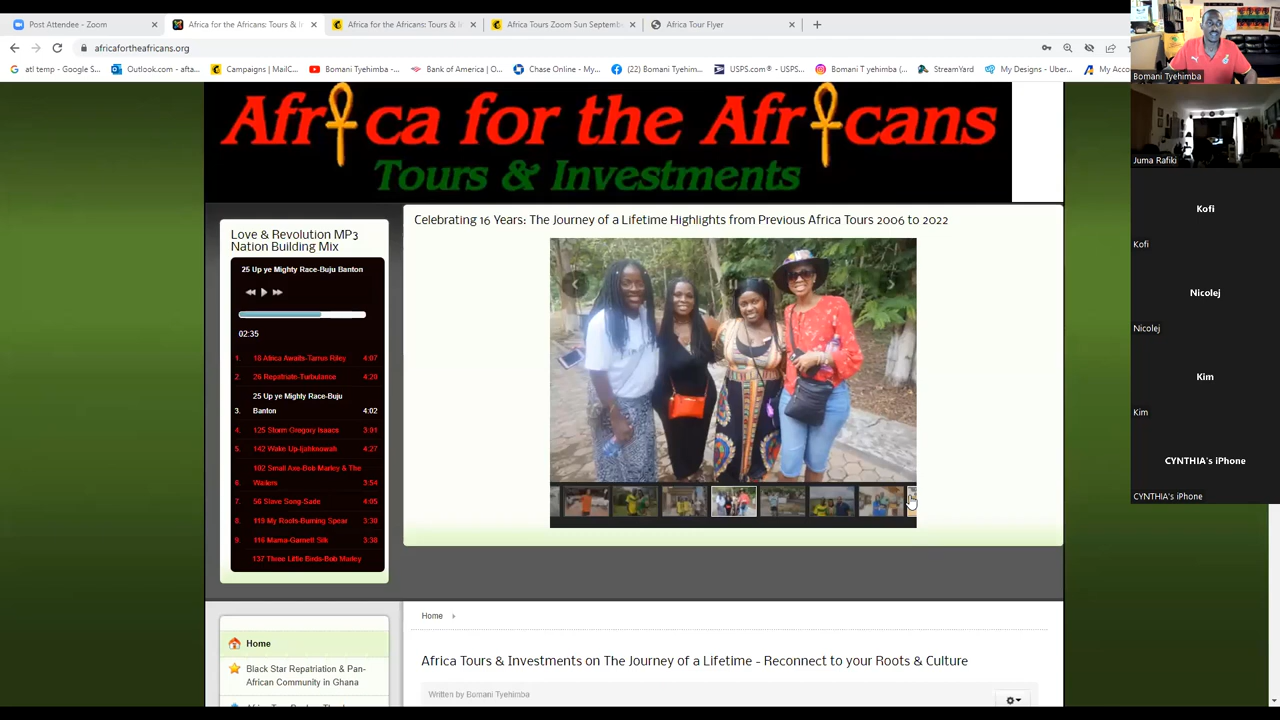 Post Attendee - Zoom
Africa for the Africans: Tours & I
Africa for the Africans: Tours & I
Africa Tours Zoom Sun Septemb
Africa Tour Flyer
africafortheafricans.org
atl temp - Google S...
Outlook.com - afta...
Campaigns | MailC...
Bomani Tyehimba -...
Bank of America | O...
Chase Online - My...
(22) Bomani Tyehim...
USPS.com® - USPS...
Bomani T yehimba (...
StreamYard
My Designs - Uber...
My Acco
Africa for the Africans
Tours & Investments
Celebrating 16 Years: The Journey of a Lifetime Highlights from Previous Africa Tours 2006 to 2022
Love & Revolution MP3
Nation Building Mix
25 Up ye Mighty Race-Buju Banton
02:35
1. 18 Africa Awaits-Tarrus Riley 4:07
2. 26 Repatriatn-Turbulance 4:20
25 Up ye Mighty Race-Buju
3. Banton 4:02
4. 125 Storm Gregory Isaacs 3:01
5. 142 Wake Up-Ijahknowah 4:27
102 Small Axe-Bob Marley & The
6. Wailers 3:54
7. 50 Slave Song-Sade 4:05
8. 119 My Roots-Burning Spear 3:30
9. 116 Mama-Garnett Silk 3:38
137 Three Little Birds-Bob Marley
Home
Black Star Repatriation & Pan-
African Community in Ghana
Home
Africa Tours & Investments on The Journey of a Lifetime - Reconnect to your Roots & Culture
Written by Bomani Tyehimba
Bomani Tyehimba
Juma Rafiki
Kofi
Kofi
Nicolej
Nicolej
Kim
Kim
CYNTHIA's iPhone
CYNTHIA's iPhone